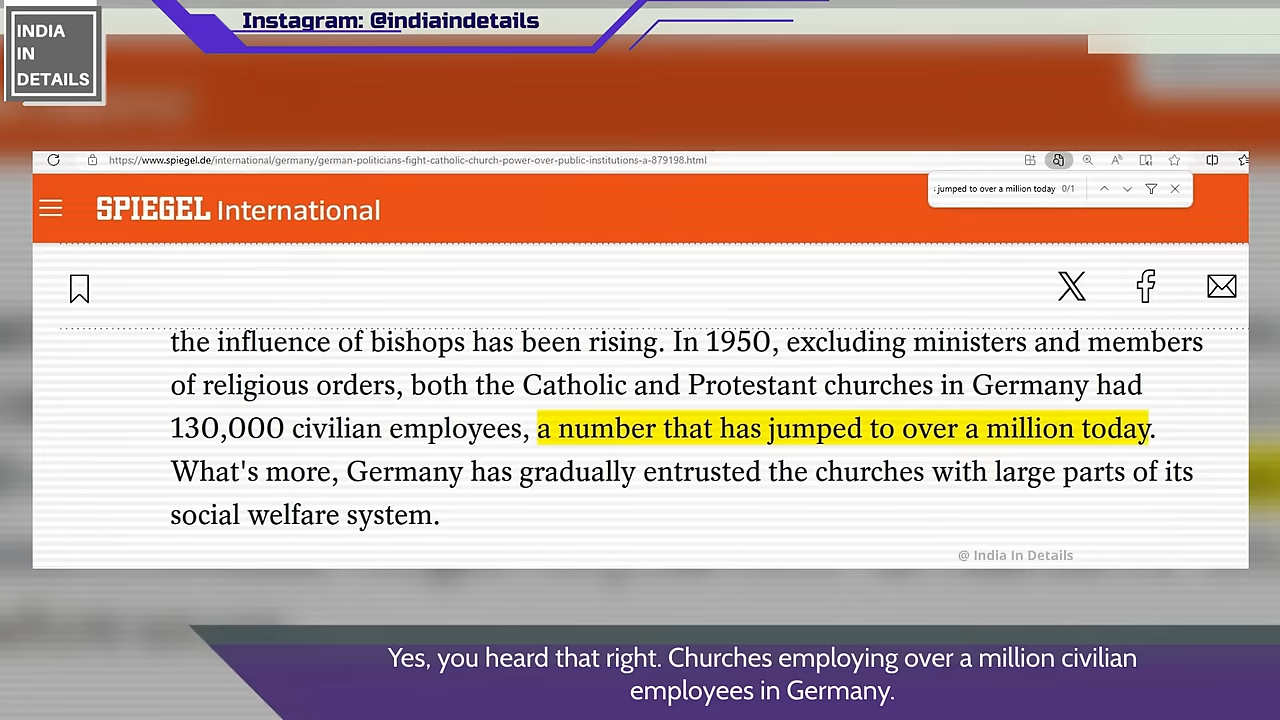 INDIA
IN
DETAILS
Instagram: @indiaindetails
https://www.spiegel.de/international/germany/german-politicians-fight-catholic-church-power-over-public-institutions-a-879198.html
jumped to over a million today 0/1
SPIEGEL International
the influence of bishops has been rising. In 1950, excluding ministers and members
of religious orders, both the Catholic and Protestant churches in Germany had
130,000 civilian employees, a number that has jumped to over a million today.
What's more, Germany has gradually entrusted the churches with large parts of its
social welfare system.
@ India In Details
Yes, you heard that right. Churches employing over a million civilian
employees in Germany.